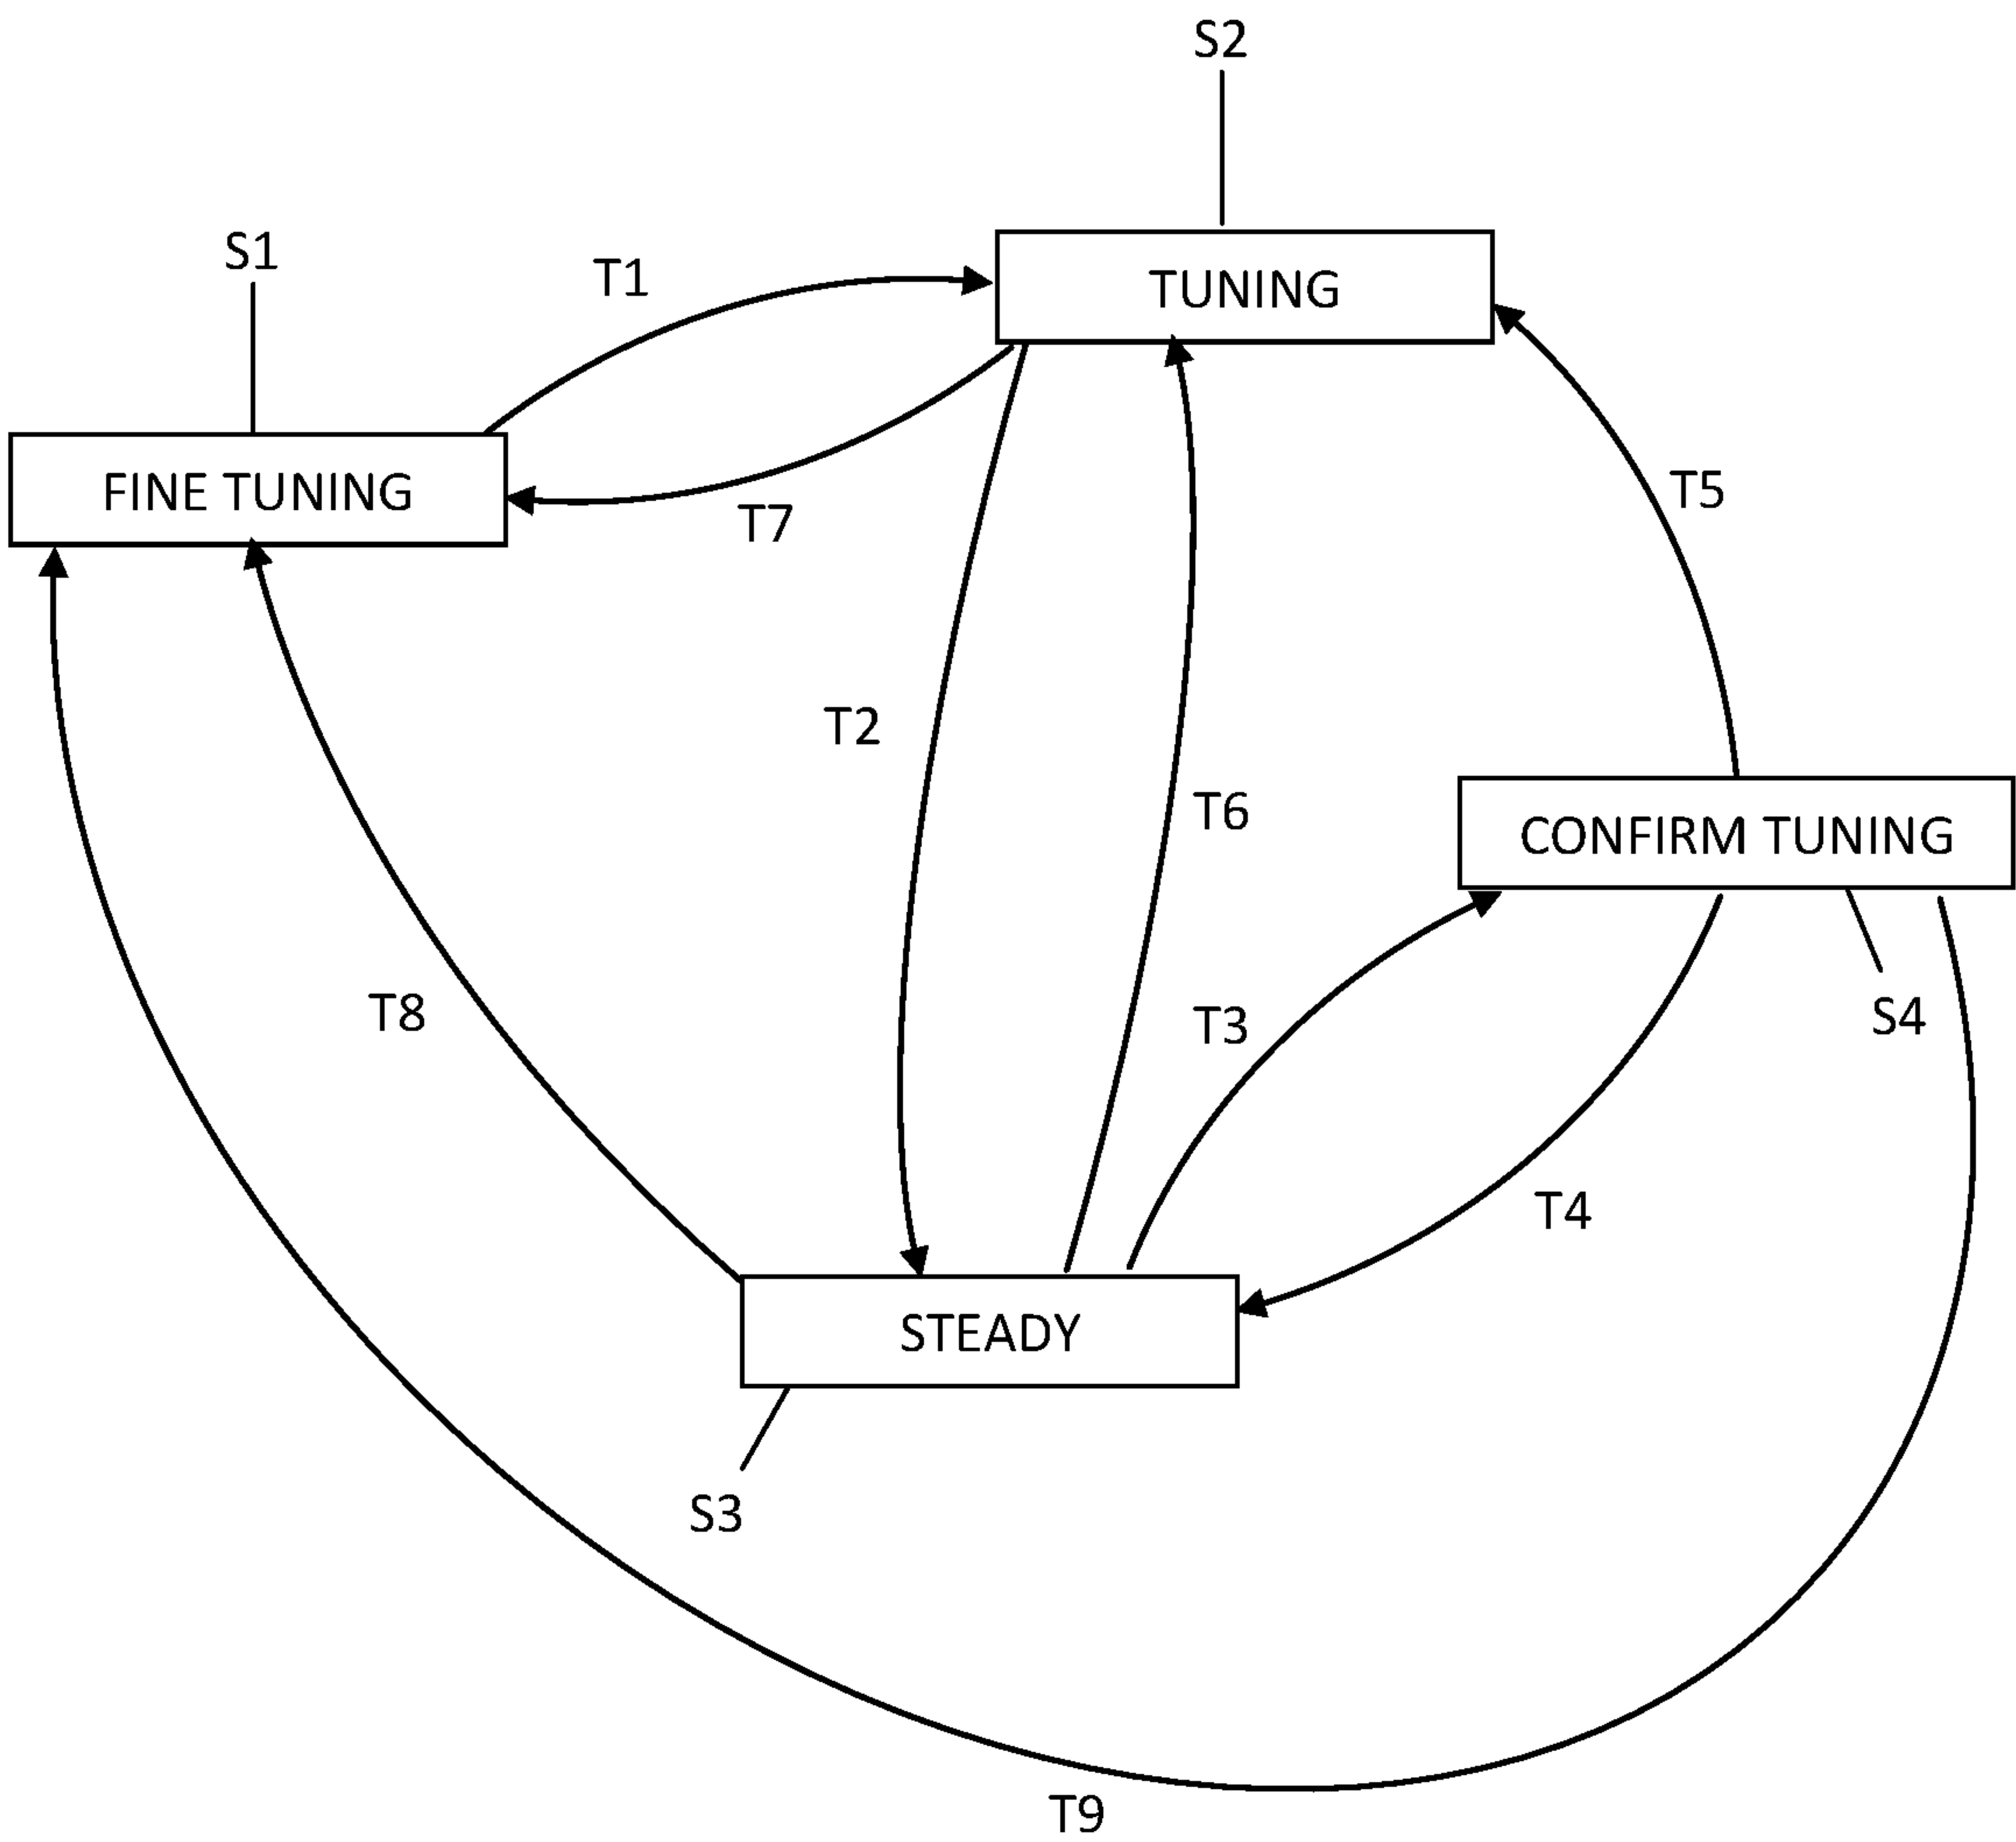 S2
S1
T1
TUNING
FINE TUNING
T7
T5
T2
T6
CONFIRM TUNING
T8
T3
S4
T4
STEADY
S3
T9